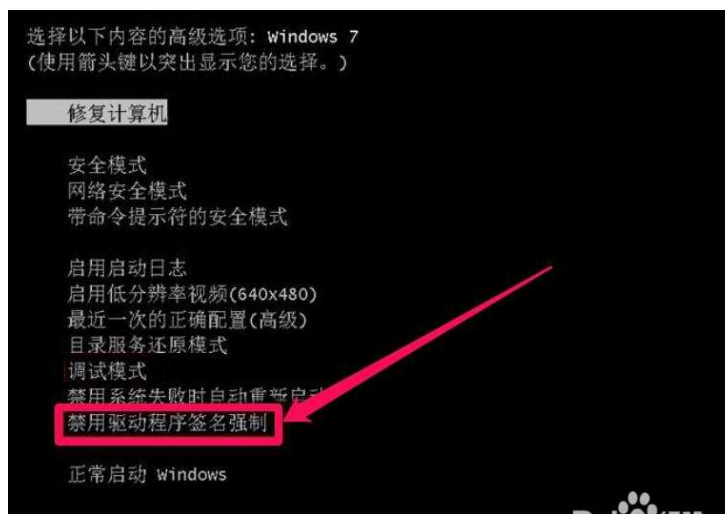 选择以下内容的高级选项: Windows 7
(使用箭头键以突出显示您的选择。)
修复计算机
安全模式
网络安全模式
带命令提示符的安全模式
启用启动日志
启用低分辨率视频(640x480)
最近一次的正确配置(高级)
目录服务还原模式
调试模式
禁用系统失败时自动重新启动
禁用驱动程序签名强制
正常启动 Windows